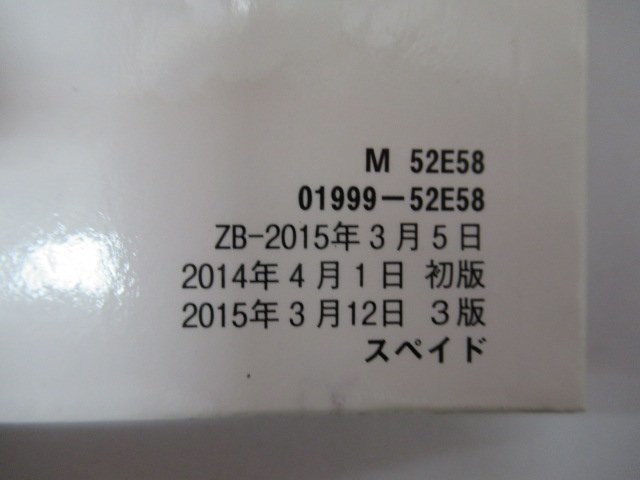 M 52E58
01999-52E58
ZB-2015年3月5日
2014年4月1日 初版
2015年3月12日 3版
スペイド